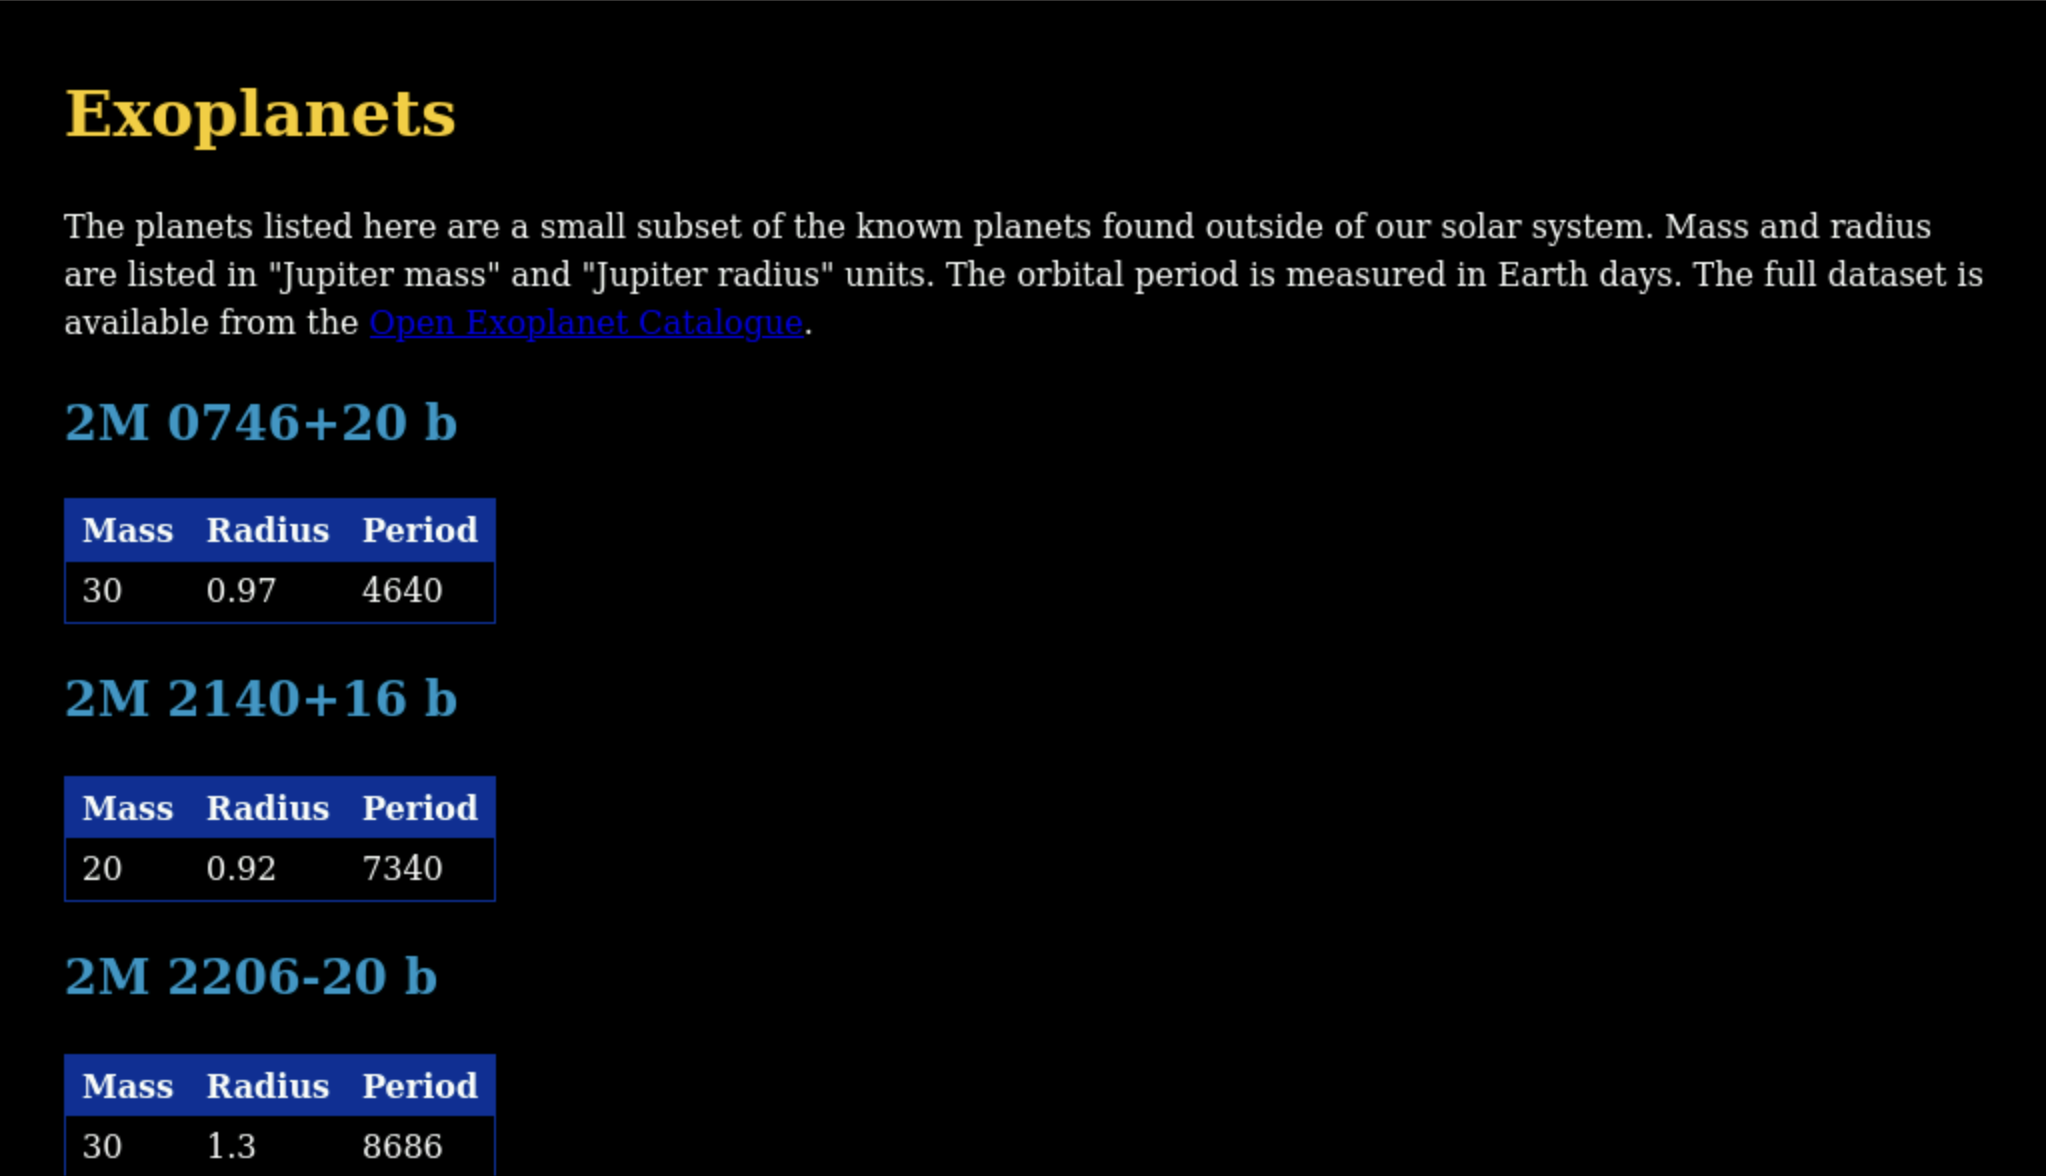 Exoplanets
The planets listed here are a small subset of the known planets found outside of our solar system. Mass and radius
are listed in "Jupiter mass" and "Jupiter radius" units. The orbital period is measured in Earth days. The full dataset is
available from the Open Exoplanet Catalogue.
2M 0746+20 b
Mass Radius Period
30 0.97 4640
2M 2140+16 b
Mass Radius Period
20 0.92 7340
2M 2206-20 b
Mass Radius Period
30 1.3 8686